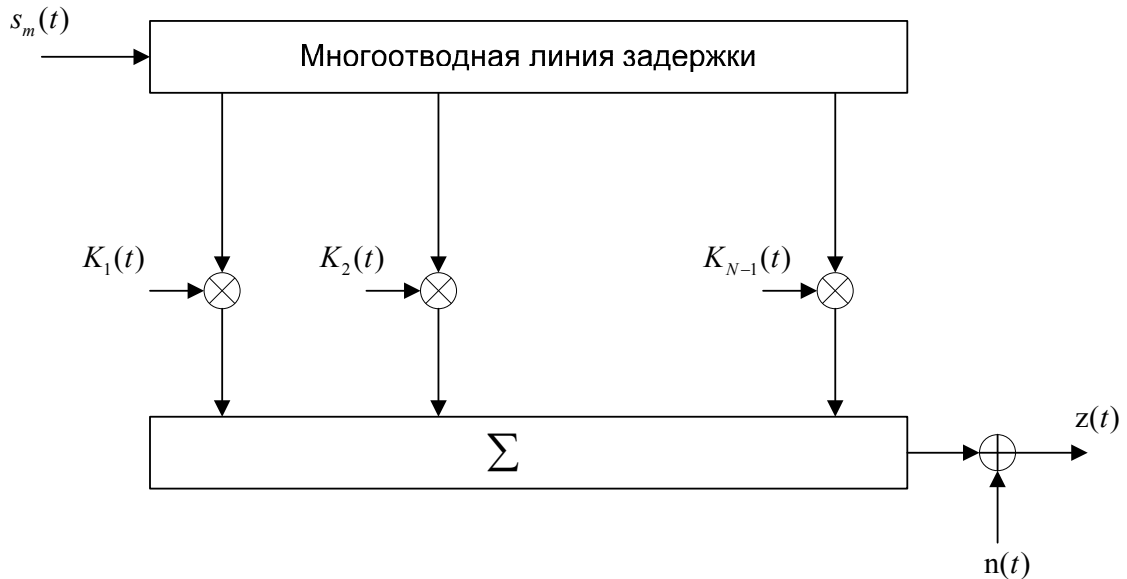 s_m(t)
Многоотводная линия задержки
K_1(t)
K_2(t)
K_{N-1}(t)
∑
z(t)
n(t)